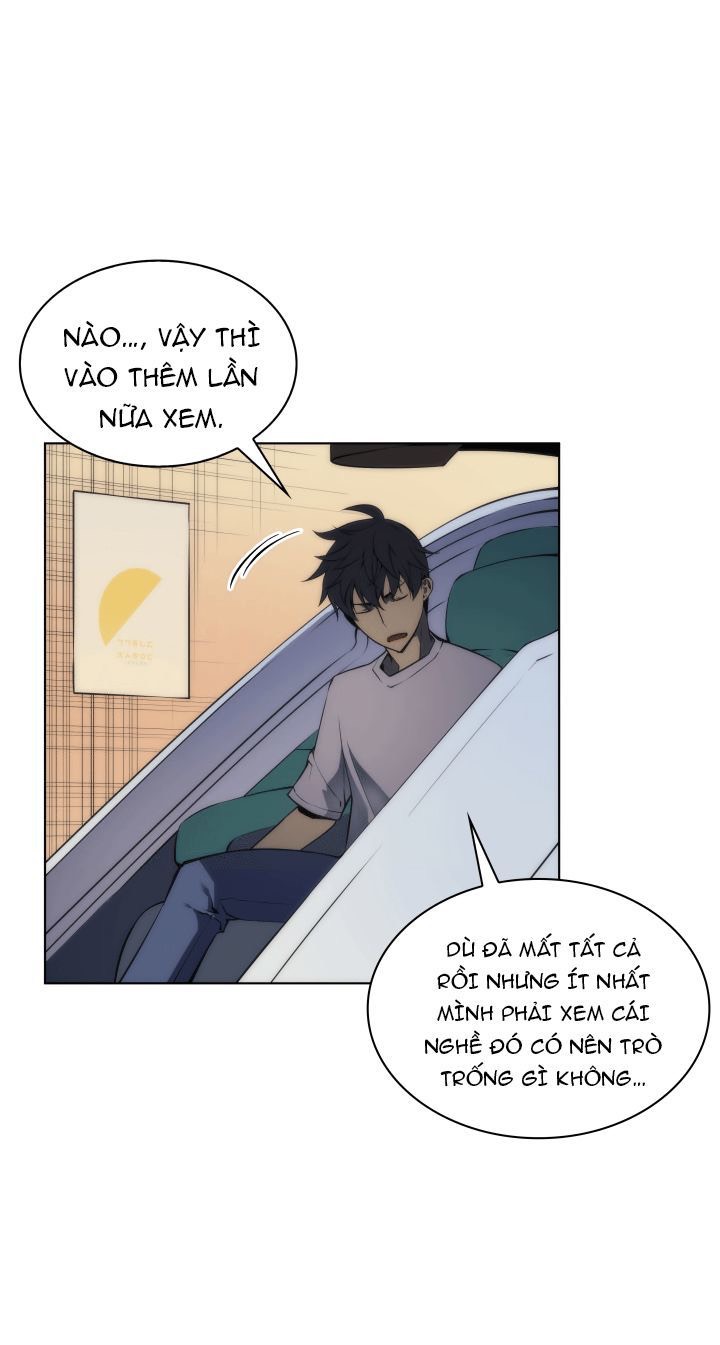 NÀO..., VẬY THÌ
VÀO THÊM LẦN
NỮA XEM.
DÙ ĐÃ MẤT TẤT CẢ
RỒI NHƯNG ÍT NHẤT
MÌNH PHẢI XEM CÁI
NGHỀ ĐÓ CÓ NÊN TRÒ
TRỐNG GÌ KHÔNG...